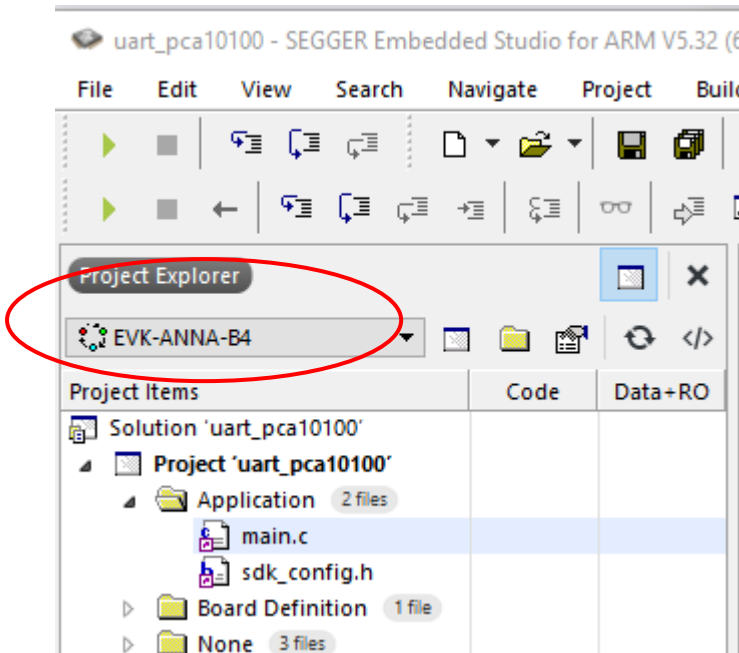 uart_pca10100 - SEGGER Embedded Studio for ARM V5.32 (6
File Edit View Search Navigate Project Buil
Project Explorer
EVK-ANNA-B4
</>
Project Items Code Data+RO
Solution 'uart_pca10100'
Project 'uart_pca10100'
Application 2 files
main.c
sdk_config.h
Board Definition 1 file
None 3 files